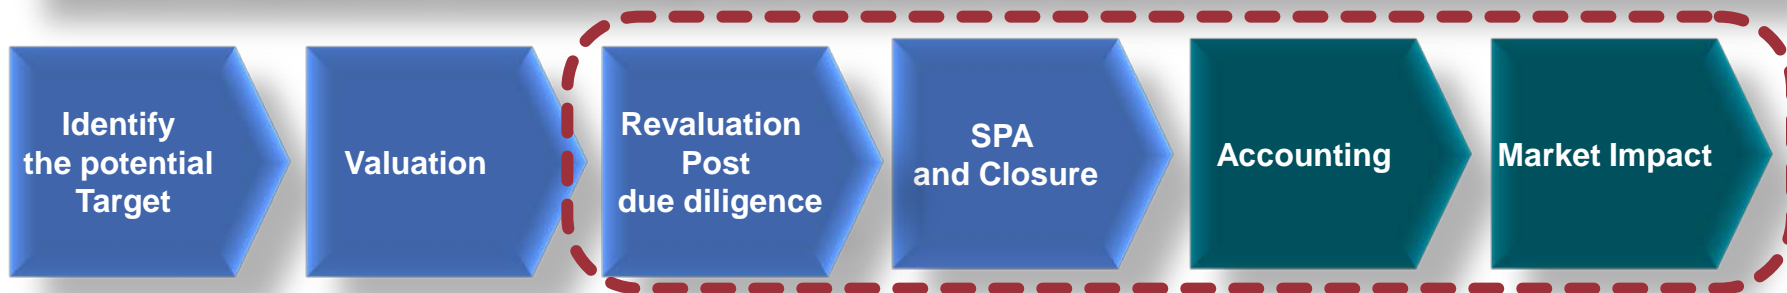 Identify
the potential
Target
Valuation
Revaluation
Post
due diligence
SPA
and Closure
Accounting
Market Impact